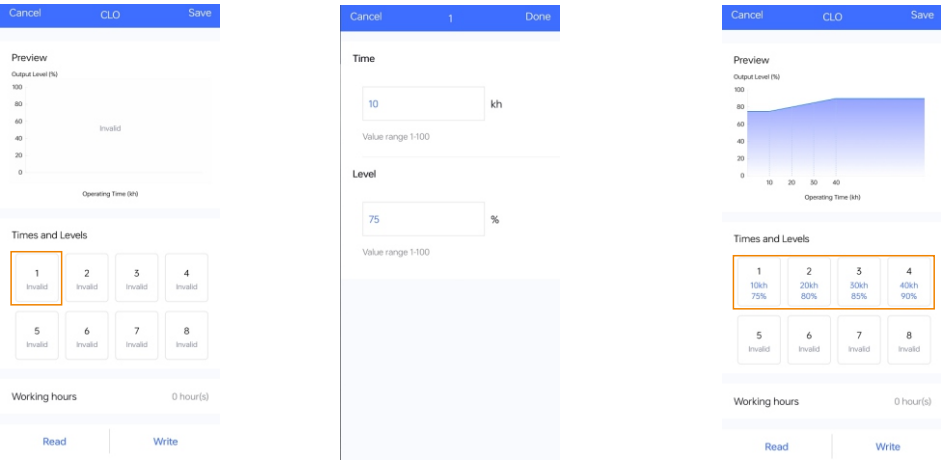 Cancel CLO Save
Preview
Output Level (%)
100
80
60
40
20
0
Invalid
Operating Time (kh)
Times and Levels
1 2 3 4
Invalid Invalid Invalid Invalid
5 6 7 8
Invalid Invalid Invalid Invalid
Working hours 0 hour(s)
Read Write
Cancel 1 Done
Time
10 kh
Value range 1-100
Level
75 %
Value range 1-100
Cancel CLO Save
Preview
Output Level (%)
100
80
60
40
20
0
10 20 30 40
Operating Time (kh)
Times and Levels
1 2 3 4
10kh 20kh 30kh 40kh
75% 80% 85% 90%
5 6 7 8
Invalid Invalid Invalid Invalid
Working hours 0 hour(s)
Read Write